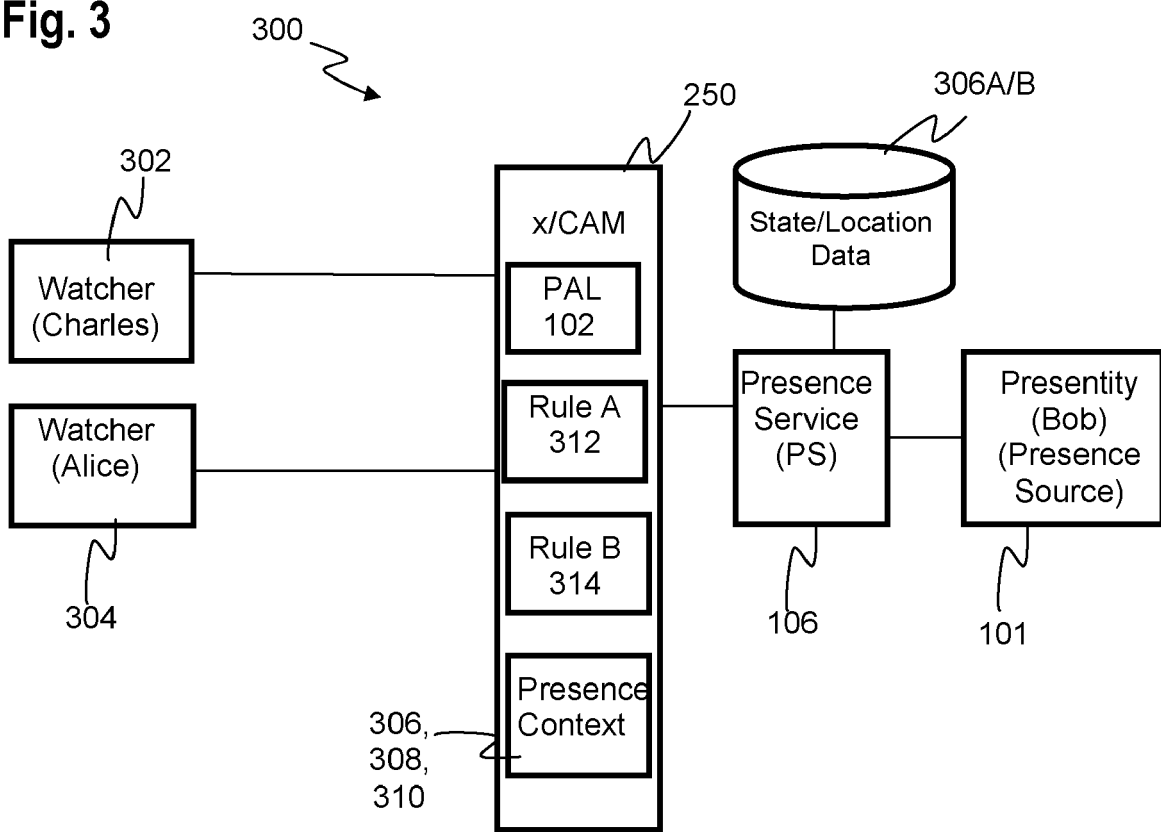 Fig. 3
300
250
306A/B
302
x/CAM
State/Location
Data
Watcher
(Charles)
PAL
102
Watcher
(Alice)
Rule A
312
Presence
Service
(PS)
Presentity
(Bob)
(Presence
Source)
Rule B
314
304
106
101
Presence
Context
306,
308,
310